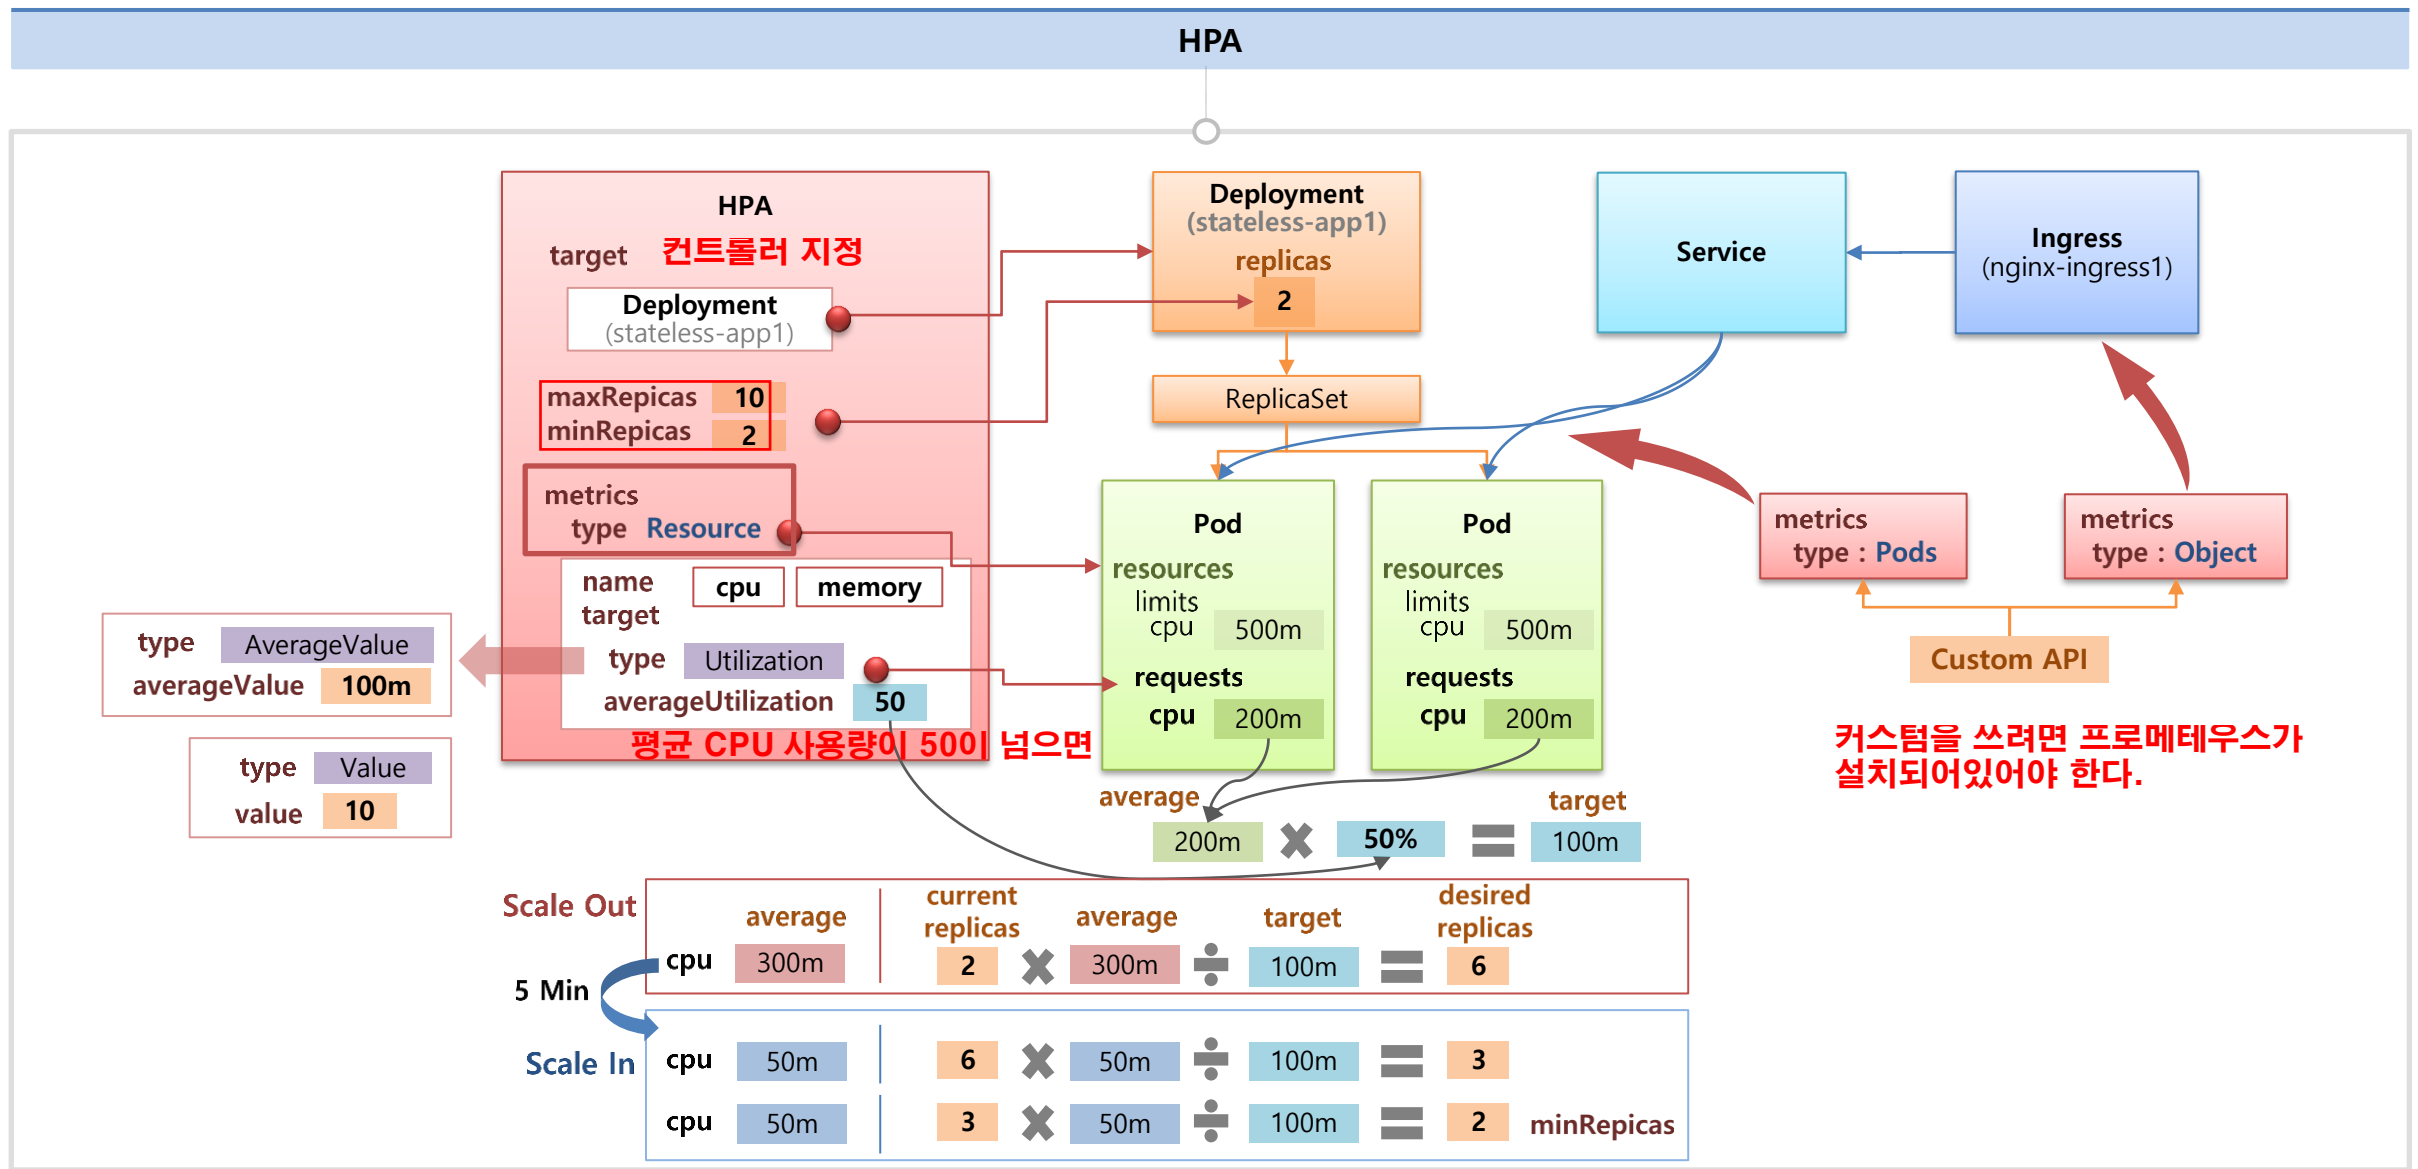 HPA
HPA
target 컨트롤러 지정
Deployment
(stateless-app1)
maxRepicas 10
minRepicas 2
metrics
type Resource
name cpu memory
target
type Utilization
averageUtilization 50
평균 CPU 사용량이 50이 넘으면
type AverageValue
averageValue 100m
type Value
value 10
Deployment
(stateless-app1)
replicas
2
ReplicaSet
Pod
resources
limits
cpu 500m
requests
cpu 200m
Pod
resources
limits
cpu 500m
requests
cpu 200m
Service
Ingress
(nginx-ingress1)
metrics
type : Pods
metrics
type : Object
Custom API
커스텀을 쓰려면 프로메테우스가
설치되어있어야 한다.
average target
200m × 50% = 100m
Scale Out
average current replicas average target desired replicas
cpu 300m 2 × 300m ÷ 100m = 6
5 Min
Scale In
cpu 50m 6 × 50m ÷ 100m = 3
cpu 50m 3 × 50m ÷ 100m = 2 minRepicas